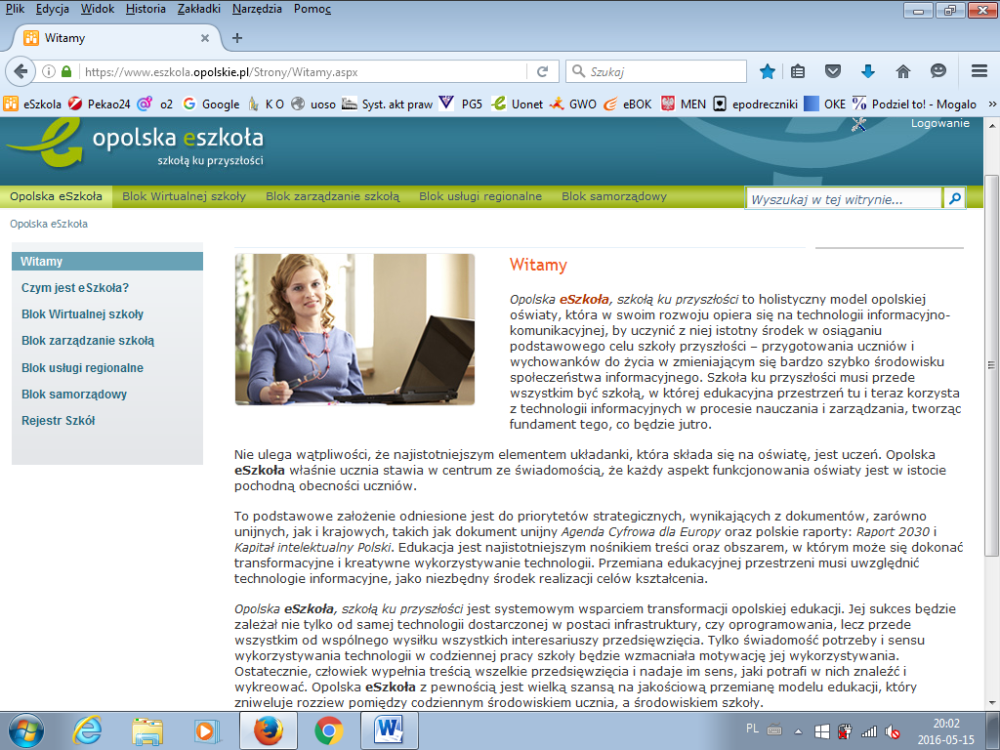 Plik Edycja Widok Historia Zakładki Narzędzia Pomoc
Witamy
https://www.eszkola.opolskie.pl/Strony/Witamy.aspx
Szukaj
eSzkola Pekao24 o2 Google K O uoso Syst. akt praw PG5 Uonet GWO eBOK MEN epodreczniki OKE Podziel to! - Mogalo »
opolska eszkoła
szkołą ku przyszłości
Logowanie
Opolska eSzkoła Blok Wirtualnej szkoły Blok zarządzanie szkołą Blok usługi regionalne Blok samorządowy
Wyszukaj w tej witrynie...
Opolska eSzkoła
Witamy
Czym jest eSzkoła?
Blok Wirtualnej szkoły
Blok zarządzanie szkołą
Blok usługi regionalne
Blok samorządowy
Rejestr Szkół
Witamy
Opolska eSzkoła, szkołą ku przyszłości to holistyczny model opolskiej
oświaty, która w swoim rozwoju opiera się na technologii informacyjno-
komunikacyjnej, by uczynić z niej istotny środek w osiąganiu
podstawowego celu szkoły przyszłości – przygotowania uczniów i
wychowanków do życia w zmieniającym się bardzo szybko środowisku
społeczeństwa informacyjnego. Szkoła ku przyszłości musi przede
wszystkim być szkołą, w której edukacyjna przestrzeń tu i teraz korzysta
z technologii informacyjnych w procesie nauczania i zarządzania, tworząc
fundament tego, co będzie jutro.
Nie ulega wątpliwości, że najistotniejszym elementem układanki, która składa się na oświatę, jest uczeń. Opolska
eSzkoła właśnie ucznia stawia w centrum ze świadomością, że każdy aspekt funkcjonowania oświaty jest w istocie
pochodną obecności uczniów.
To podstawowe założenie odniesione jest do priorytetów strategicznych, wynikających z dokumentów, zarówno
unijnych, jak i krajowych, takich jak dokument unijny Agenda Cyfrowa dla Europy oraz polskie raporty: Raport 2030 i
Kapitał intelektualny Polski. Edukacja jest najistotniejszym nośnikiem treści oraz obszarem, w którym może się dokonać
transformacyjne i kreatywne wykorzystywanie technologii. Przemiana edukacyjnej przestrzeni musi uwzględnić
technologie informacyjne, jako niezbędny środek realizacji celów kształcenia.
Opolska eSzkoła, szkołą ku przyszłości jest systemowym wsparciem transformacji opolskiej edukacji. Jej sukces będzie
zależał nie tylko od samej technologii dostarczonej w postaci infrastruktury, czy oprogramowania, lecz przede
wszystkim od wspólnego wysiłku wszystkich interesariuszy przedsięwzięcia. Tylko świadomość potrzeby i sensu
wykorzystywania technologii w codziennej pracy szkoły będzie wzmacniała motywację jej wykorzystywania.
Ostatecznie, człowiek wypełnia treścią wszelkie przedsięwzięcia i nadaje im sens, jaki potrafi w nich znaleźć i
wykreować. Opolska eSzkoła z pewnością jest wielką szansą na jakościową przemianę modelu edukacji, który
zniweluje rozziew pomiędzy codziennym środowiskiem ucznia, a środowiskiem szkoły.
PL
20:02
2016-05-15